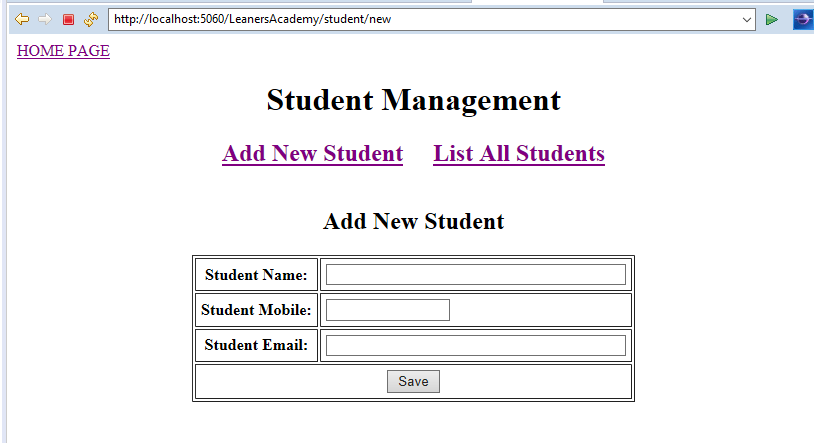 http://localhost:5060/LeanersAcademy/student/new
HOME PAGE
Student Management
Add New Student List All Students
Add New Student
Student Name:
Student Mobile:
Student Email:
Save